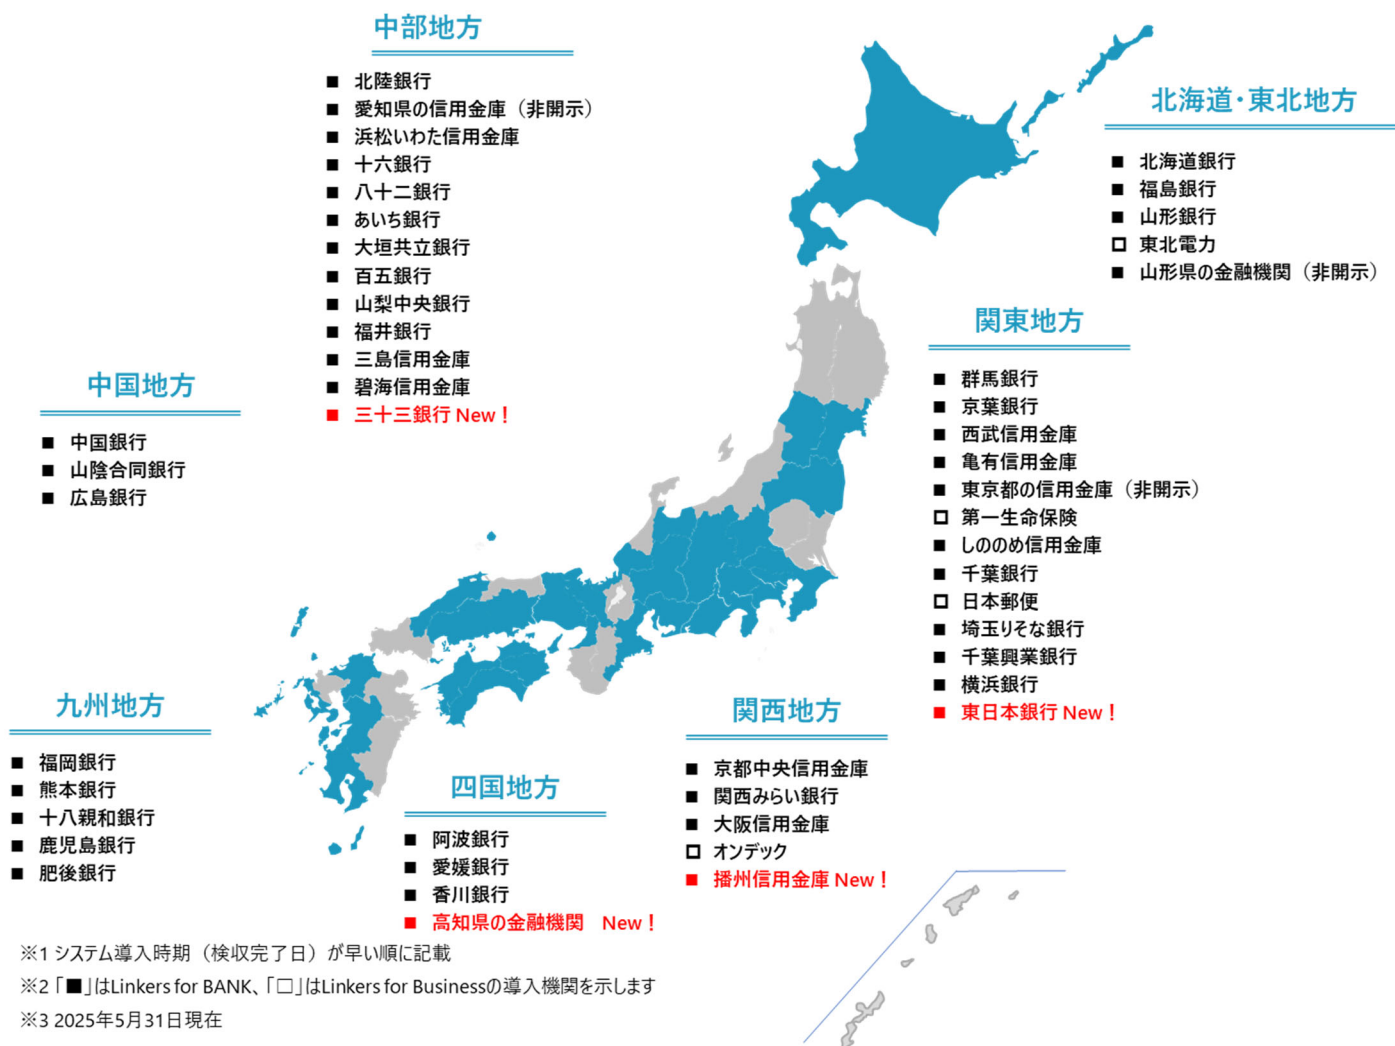 中部地方
■ 北陸銀行
■ 愛知県の信用金庫（非開示）
■ 浜松いわた信用金庫
■ 十六銀行
■ 八十二銀行
■ あいち銀行
■ 大垣共立銀行
■ 百五銀行
■ 山梨中央銀行
■ 福井銀行
■ 三島信用金庫
■ 碧海信用金庫
■ 三十三銀行 New！
北海道・東北地方
■ 北海道銀行
■ 福島銀行
■ 山形銀行
□ 東北電力
■ 山形県の金融機関（非開示）
関東地方
■ 群馬銀行
■ 京葉銀行
■ 西武信用金庫
■ 亀有信用金庫
■ 東京都の信用金庫（非開示）
□ 第一生命保険
■ しののめ信用金庫
■ 千葉銀行
□ 日本郵便
■ 埼玉りそな銀行
■ 千葉興業銀行
■ 横浜銀行
■ 東日本銀行 New！
中国地方
■ 中国銀行
■ 山陰合同銀行
■ 広島銀行
九州地方
■ 福岡銀行
■ 熊本銀行
■ 十八親和銀行
■ 鹿児島銀行
■ 肥後銀行
四国地方
■ 阿波銀行
■ 愛媛銀行
■ 香川銀行
■ 高知県の金融機関　New！
関西地方
■ 京都中央信用金庫
■ 関西みらい銀行
■ 大阪信用金庫
□ オンデック
■ 播州信用金庫 New！
※1 システム導入時期（検収完了日）が早い順に記載
※2「■」はLinkers for BANK、「□」はLinkers for Businessの導入機関を示します
※3 2025年5月31日現在